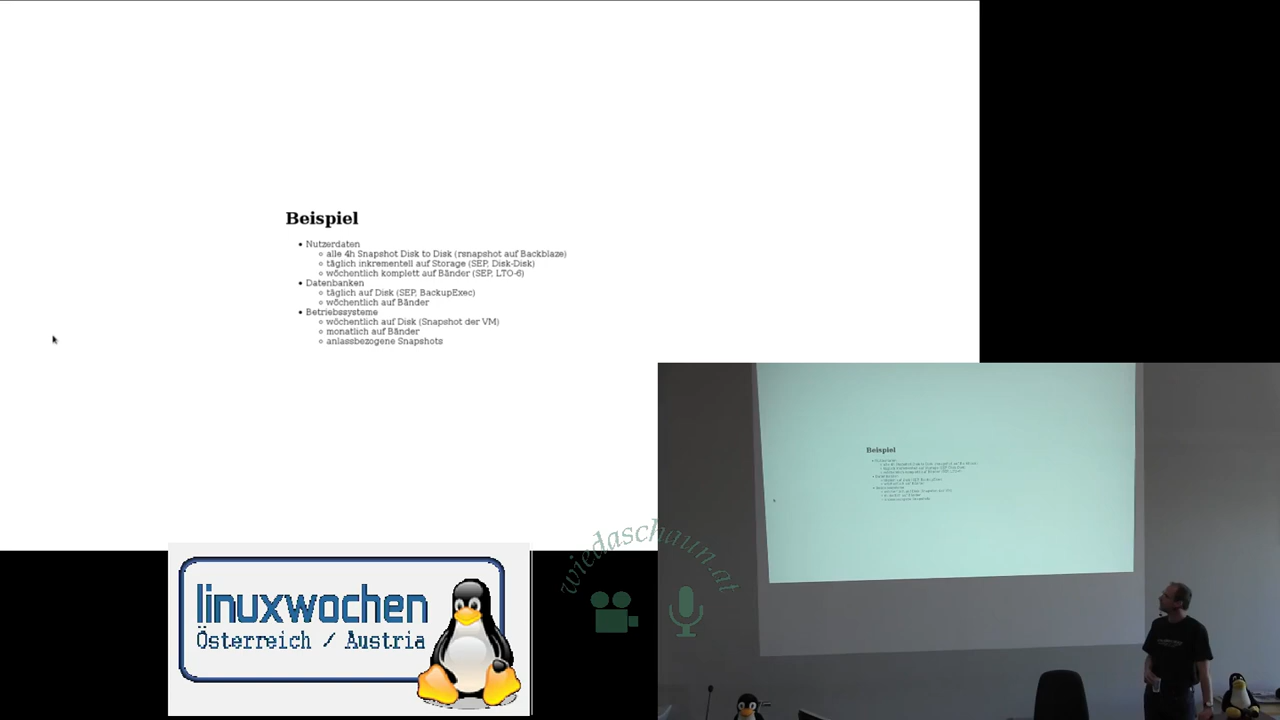 Beispiel
• Nutzerdaten
◦ alle 4h Snapshot Disk to Disk (rsnapshot auf Backblaze)
◦ täglich inkrementell auf Storage (SEP, Disk-Disk)
◦ wöchentlich komplett auf Bänder (SEP, LTO-6)
• Datenbanken
◦ täglich auf Disk (SEP, BackupExec)
◦ wöchentlich auf Bänder
• Betriebssysteme
◦ wöchentlich auf Disk (Snapshot der VM)
◦ monatlich auf Bänder
◦ anlassbezogene Snapshots
Beispiel
wiedaschaun.at
linuxwochen
Österreich / Austria